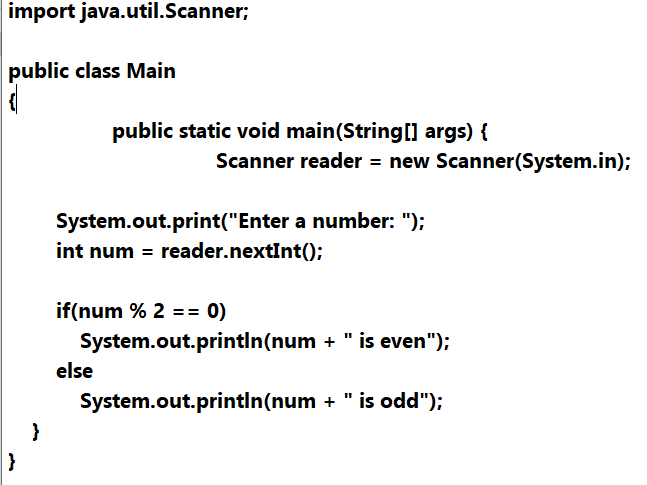 import java.util.Scanner;
public class Main
{
public static void main(String[] args) {
Scanner reader = new Scanner(System.in);
System.out.print("Enter a number: ");
int num = reader.nextInt();
if(num % 2 == 0)
System.out.println(num + " is even");
else
System.out.println(num + " is odd");
}
}